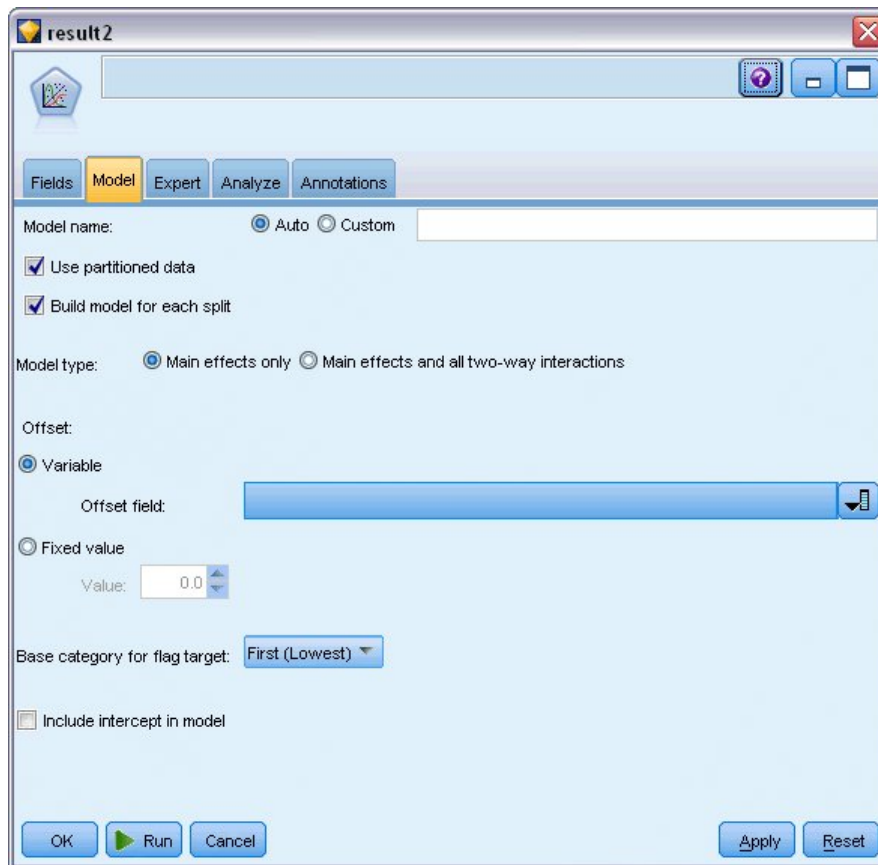 result2
?
Fields Model Expert Analyze Annotations
Model name: Auto Custom
Use partitioned data
Build model for each split
Model type: Main effects only Main effects and all two-way interactions
Offset:
Variable
Offset field:
Fixed value
Value: 0.0
Base category for flag target: First (Lowest)
Include intercept in model
OK Run Cancel Apply Reset